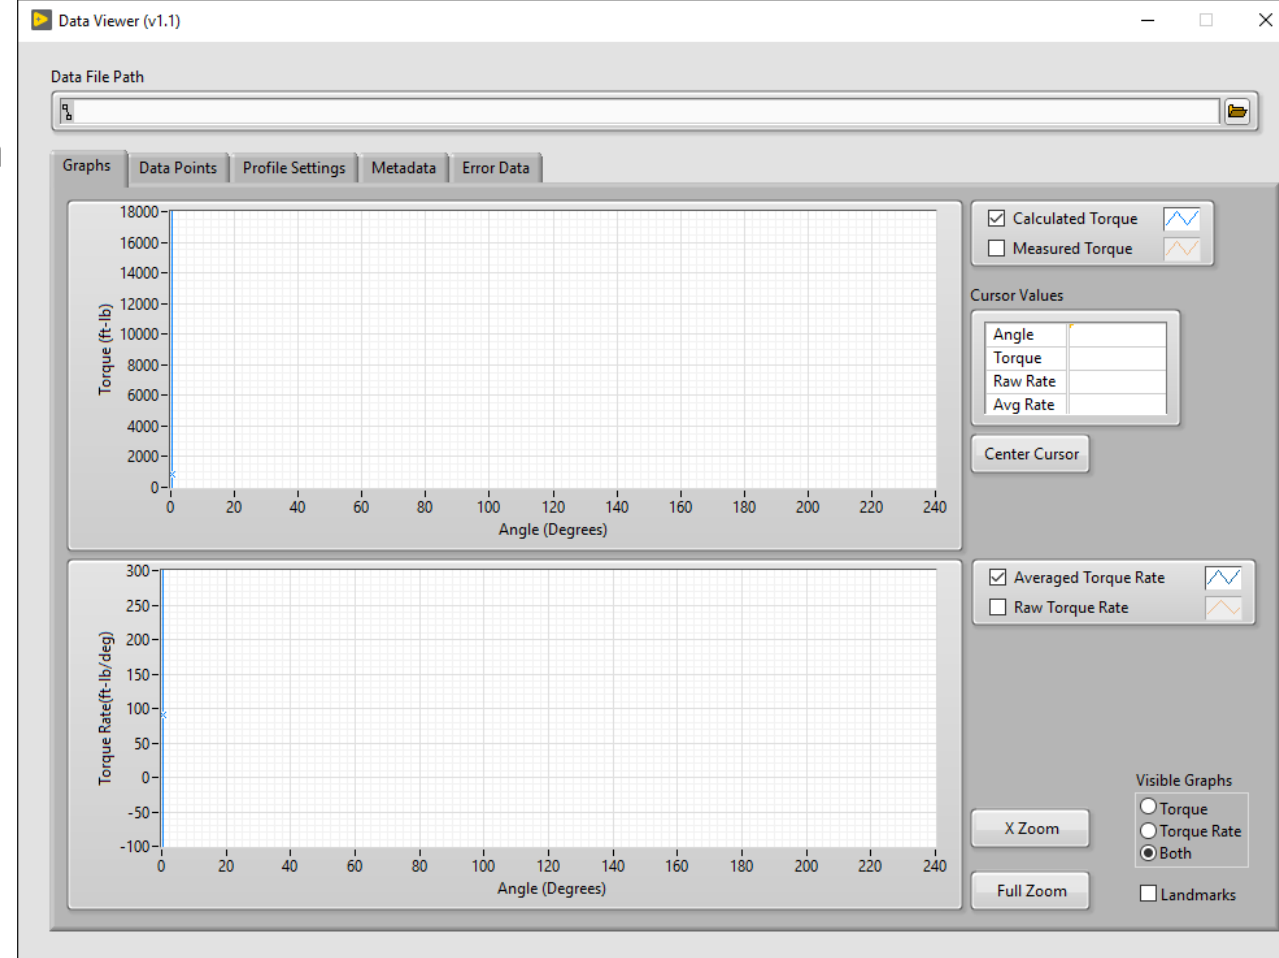 Data Viewer (v1.1)
Data File Path
Graphs Data Points Profile Settings Metadata Error Data
18000
16000
14000
12000
10000
8000
6000
4000
2000
0
Torque (ft-lb)
0 20 40 60 80 100 120 140 160 180 200 220 240
Angle (Degrees)
Calculated Torque
Measured Torque
Cursor Values
Angle
Torque
Raw Rate
Avg Rate
Center Cursor
300
250
200
150
100
50
0
-50
-100
Torque Rate(ft-lb/deg)
0 20 40 60 80 100 120 140 160 180 200 220 240
Angle (Degrees)
Averaged Torque Rate
Raw Torque Rate
X Zoom
Full Zoom
Visible Graphs
Torque
Torque Rate
Both
Landmarks